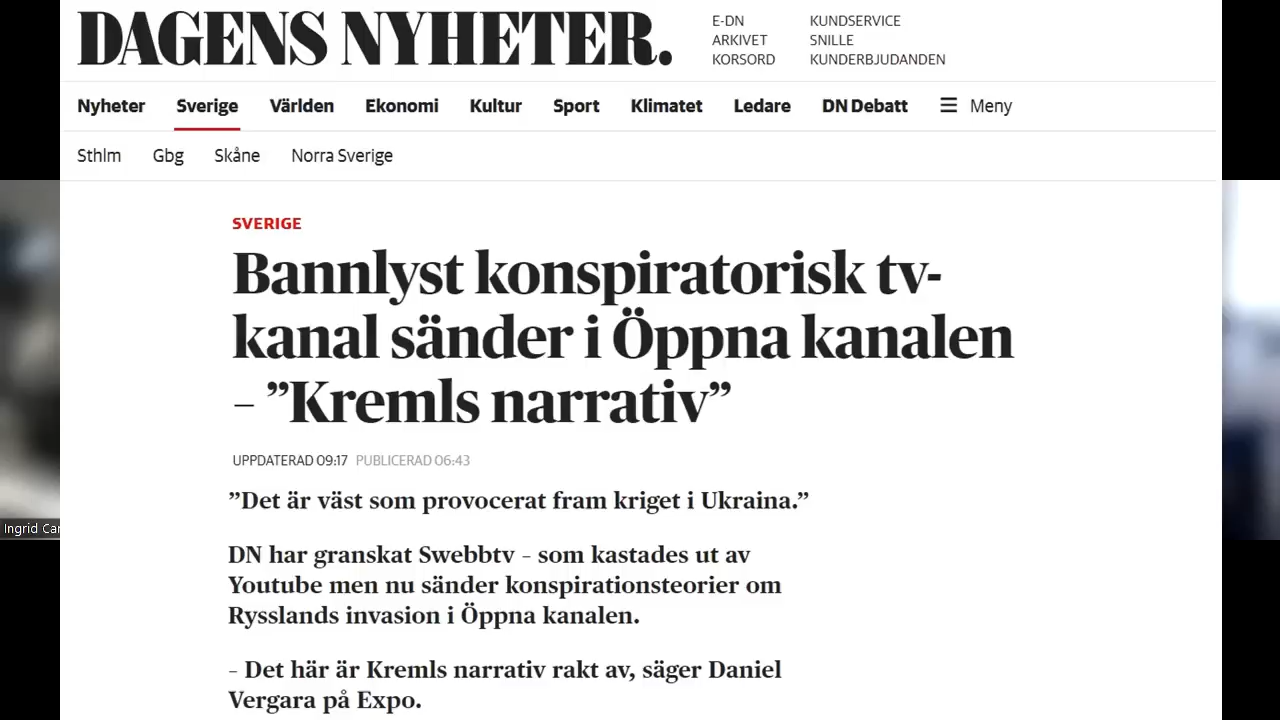 DAGENS NYHETER.
E-DN
ARKIVET
KORSORD
KUNDSERVICE
SNILLE
KUNDERBJUDANDEN
Nyheter Sverige Världen Ekonomi Kultur Sport Klimatet Ledare DN Debatt Meny
Sthlm Gbg Skåne Norra Sverige
SVERIGE
Bannlyst konspiratorisk tv-
kanal sänder i Öppna kanalen
– ”Kremls narrativ”
UPPDATERAD 09:17 PUBLICERAD 06:43
”Det är väst som provocerat fram kriget i Ukraina.”
DN har granskat Swebbtv – som kastades ut av
Youtube men nu sänder konspirationsteorier om
Rysslands invasion i Öppna kanalen.
– Det här är Kremls narrativ rakt av, säger Daniel
Vergara på Expo.
Ingrid